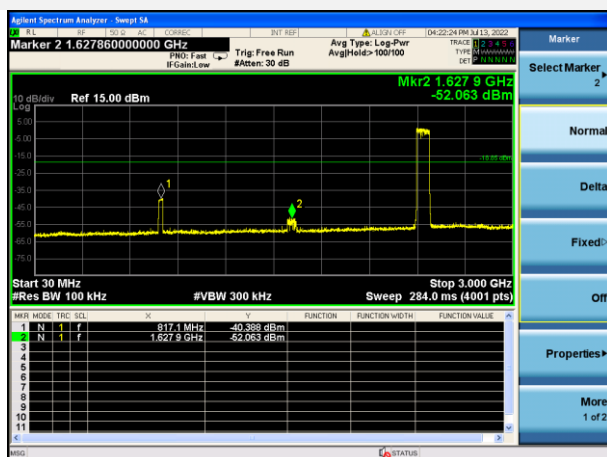 Agilent Spectrum Analyzer - Swept SA
RL RF 50 Ω AC CORREC INT REF ALIGN OFF 04:22:24 PM Jul 13, 2022
Marker 2 1.627860000000 GHz
PNO: Fast
IFGain:Low
Trig: Free Run
#Atten: 30 dB
Avg Type: Log-Pwr
Avg|Hold>100/100
TRACE 1 2 3 4 5 6
TYPE M
DET P N N N N N
Mkr2 1.627 9 GHz
-52.063 dBm
10 dB/div Ref 15.00 dBm
Log
5.00
-5.00
-15.0
-25.0
-35.0
-45.0
-55.0
-65.0
-75.0
1
2
Start 30 MHz
Stop 3.000 GHz
#Res BW 100 kHz #VBW 300 kHz Sweep 284.0 ms (4001 pts)
MKR MODE TRC SCL X Y FUNCTION FUNCTION WIDTH FUNCTION VALUE
1 N 1 f 817.1 MHz -40.388 dBm
2 N 1 f 1.627 9 GHz -52.063 dBm
3
4
5
6
7
8
9
10
11
MSG STATUS
Marker
Select Marker
2
Normal
Delta
Fixed
Off
Properties
More
1 of 2